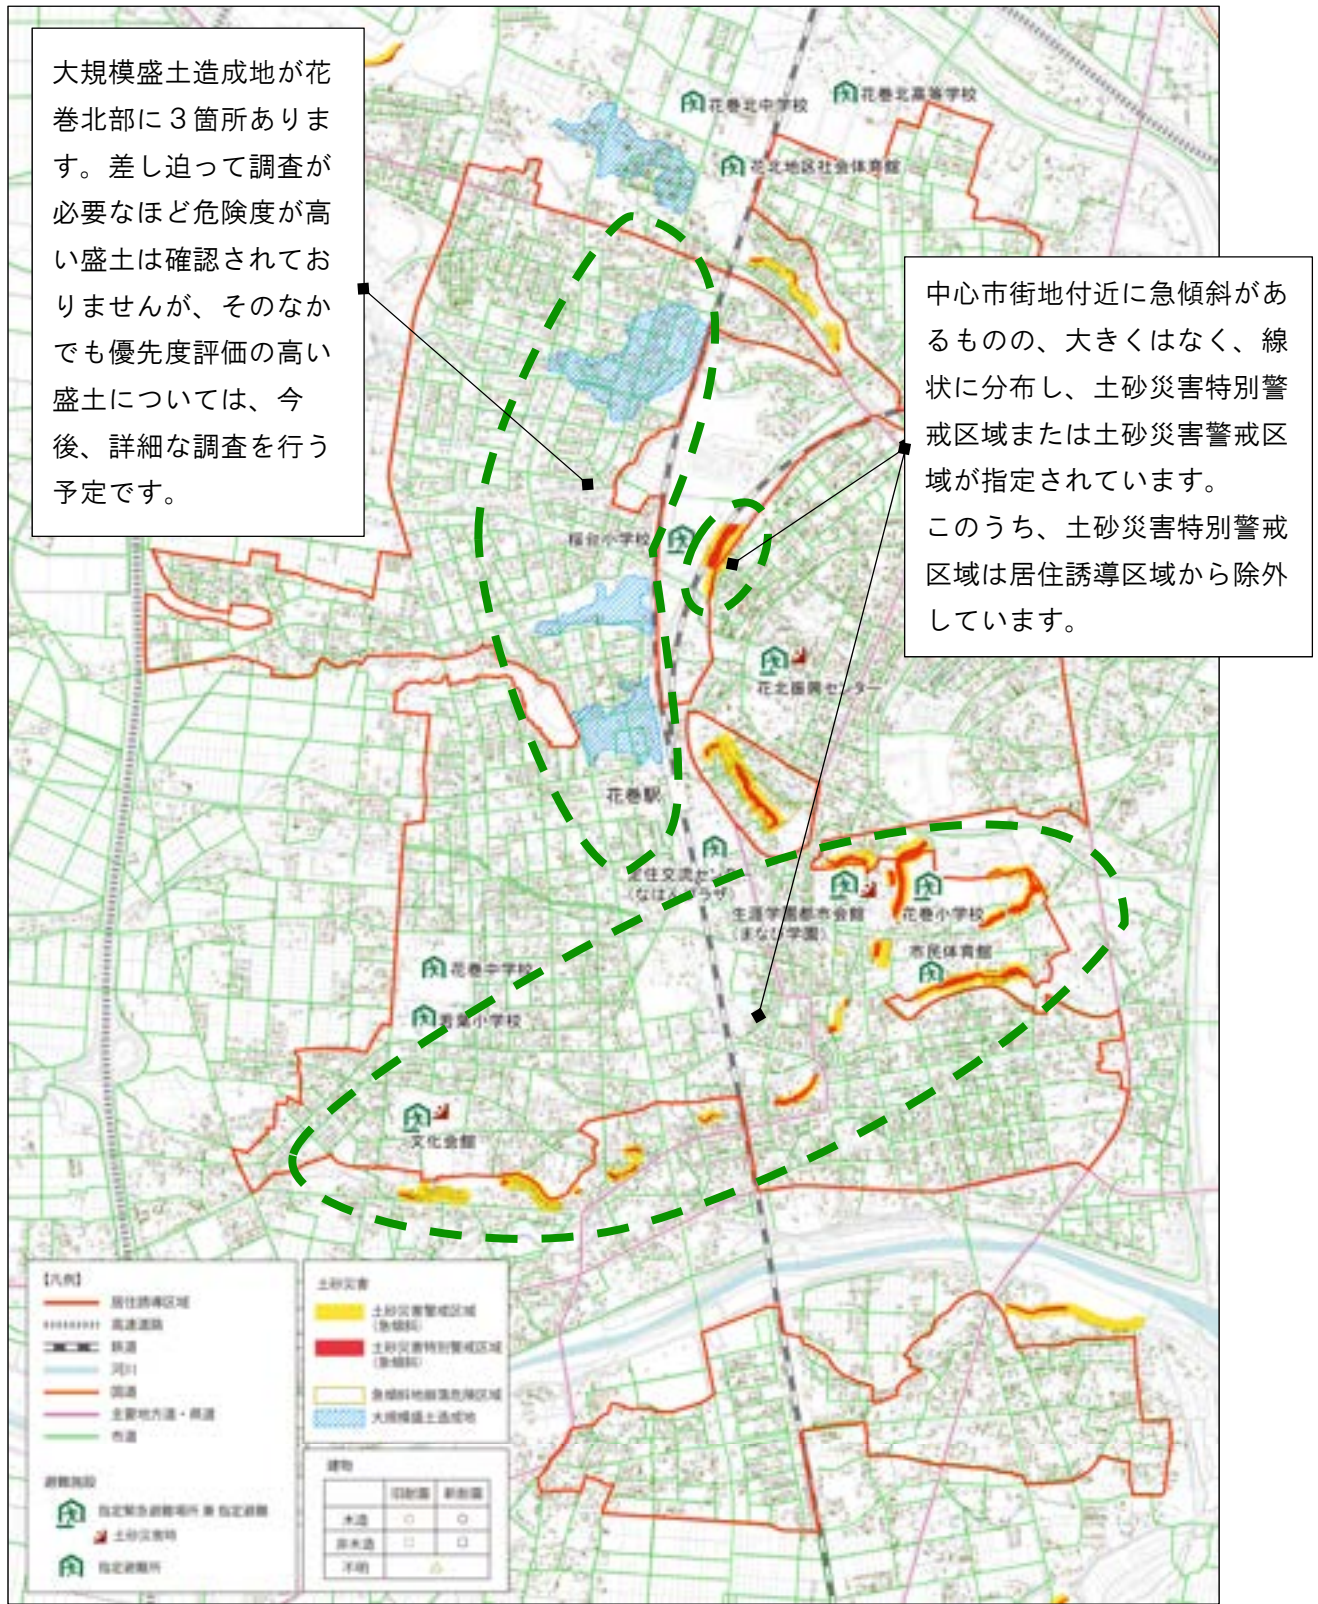 大規模盛土造成地が花
巻北部に３箇所ありま
す。差し迫って調査が
必要なほど危険度が高
い盛土は確認されてお
りませんが、そのなか
でも優先度評価の高い
盛土については、今
後、詳細な調査を行う
予定です。
中心市街地付近に急傾斜があ
るものの、大きくはなく、線
状に分布し、土砂災害特別警
戒区域または土砂災害警戒区
域が指定されています。
このうち、土砂災害特別警戒
区域は居住誘導区域から除外
しています。
花巻北中学校
花巻北高等学校
花北地区社会体育館
桜台小学校
花北振興センター
花巻駅
定住交流センター
（なはんプラザ）
生涯学園都市会館
（まなび学園）
花巻小学校
市民体育館
花巻中学校
若葉小学校
文化会館
【凡例】
居住誘導区域
高速道路
鉄道
河川
国道
主要地方道・県道
市道
避難施設
指定緊急避難場所 兼 指定避難
土砂災害時
指定避難所
土砂災害
土砂災害警戒区域
（急傾斜）
土砂災害特別警戒区域
（急傾斜）
急傾斜地崩壊危険区域
大規模盛土造成地
建物
旧耐震 新耐震
木造 ○ ○
非木造 □ □
不明 △